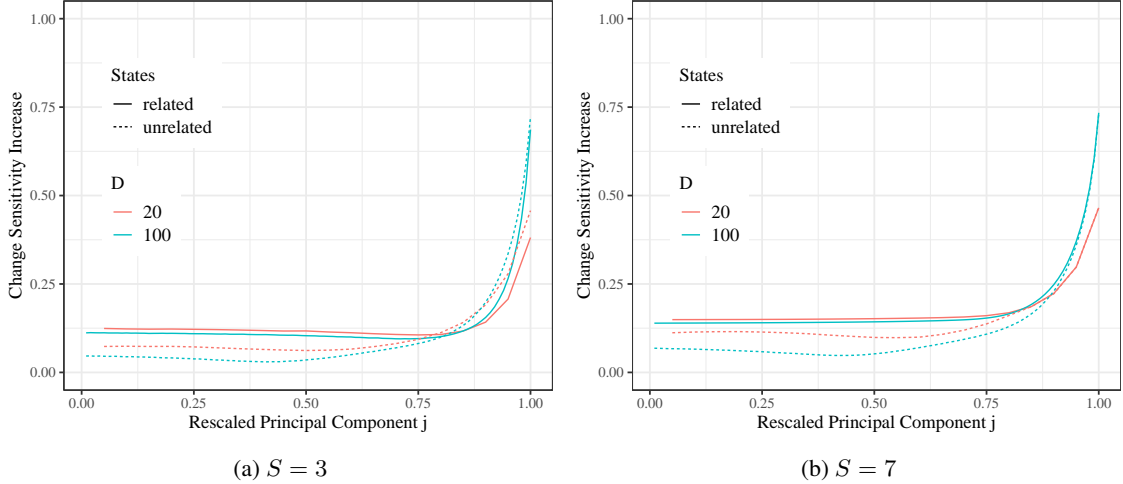 Change Sensitivity Increase
1.00
0.75
0.50
0.25
0.00
States
related
unrelated
D
20
100
0.00 0.25 0.50 0.75 1.00
Rescaled Principal Component j
(a) S = 3
Change Sensitivity Increase
1.00
0.75
0.50
0.25
0.00
States
related
unrelated
D
20
100
0.00 0.25 0.50 0.75 1.00
Rescaled Principal Component j
(b) S = 7